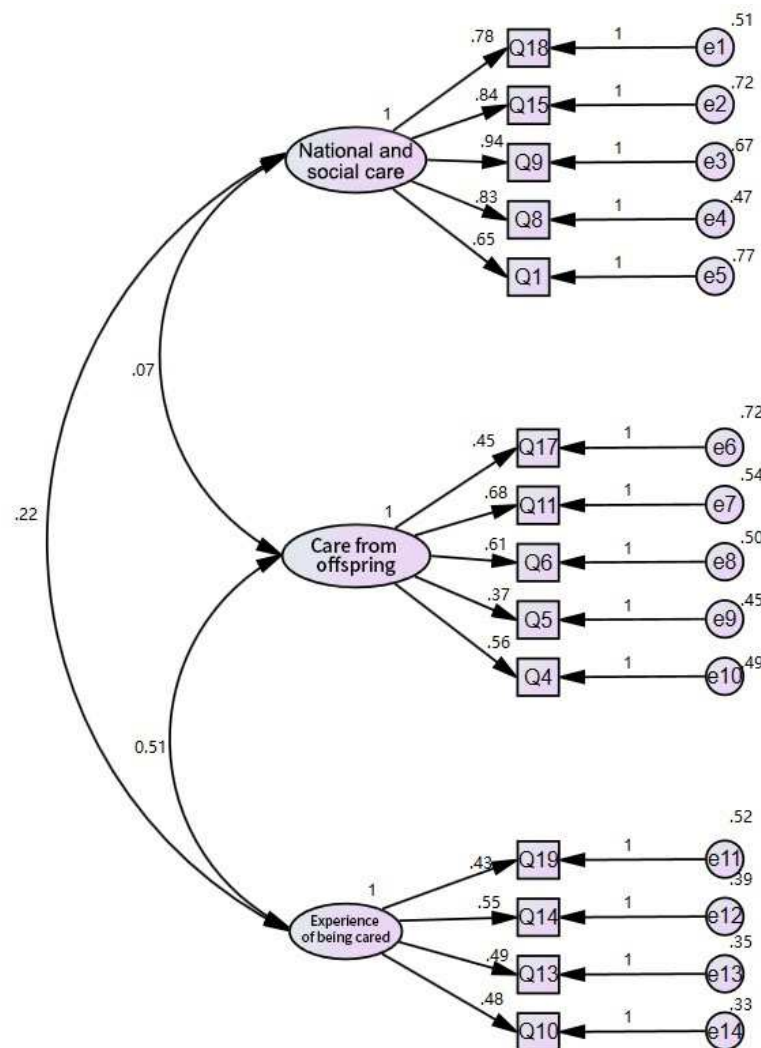 .51
.78
Q18
1
e1
.72
1
.84
Q15
1
e2
.67
National and
social care
.94
Q9
1
e3
.47
.83
Q8
1
e4
.77
.65
Q1
1
e5
.07
.22
.72
.45
Q17
1
e6
.54
1
.68
Q11
1
e7
.50
Care from
offspring
.61
Q6
1
e8
.45
.37
Q5
1
e9
.49
.56
Q4
1
e10
0.51
.52
.43
Q19
1
e11
.39
1
.55
Q14
1
e12
.35
Experience
of being cared
.49
Q13
1
e13
.33
.48
Q10
1
e14